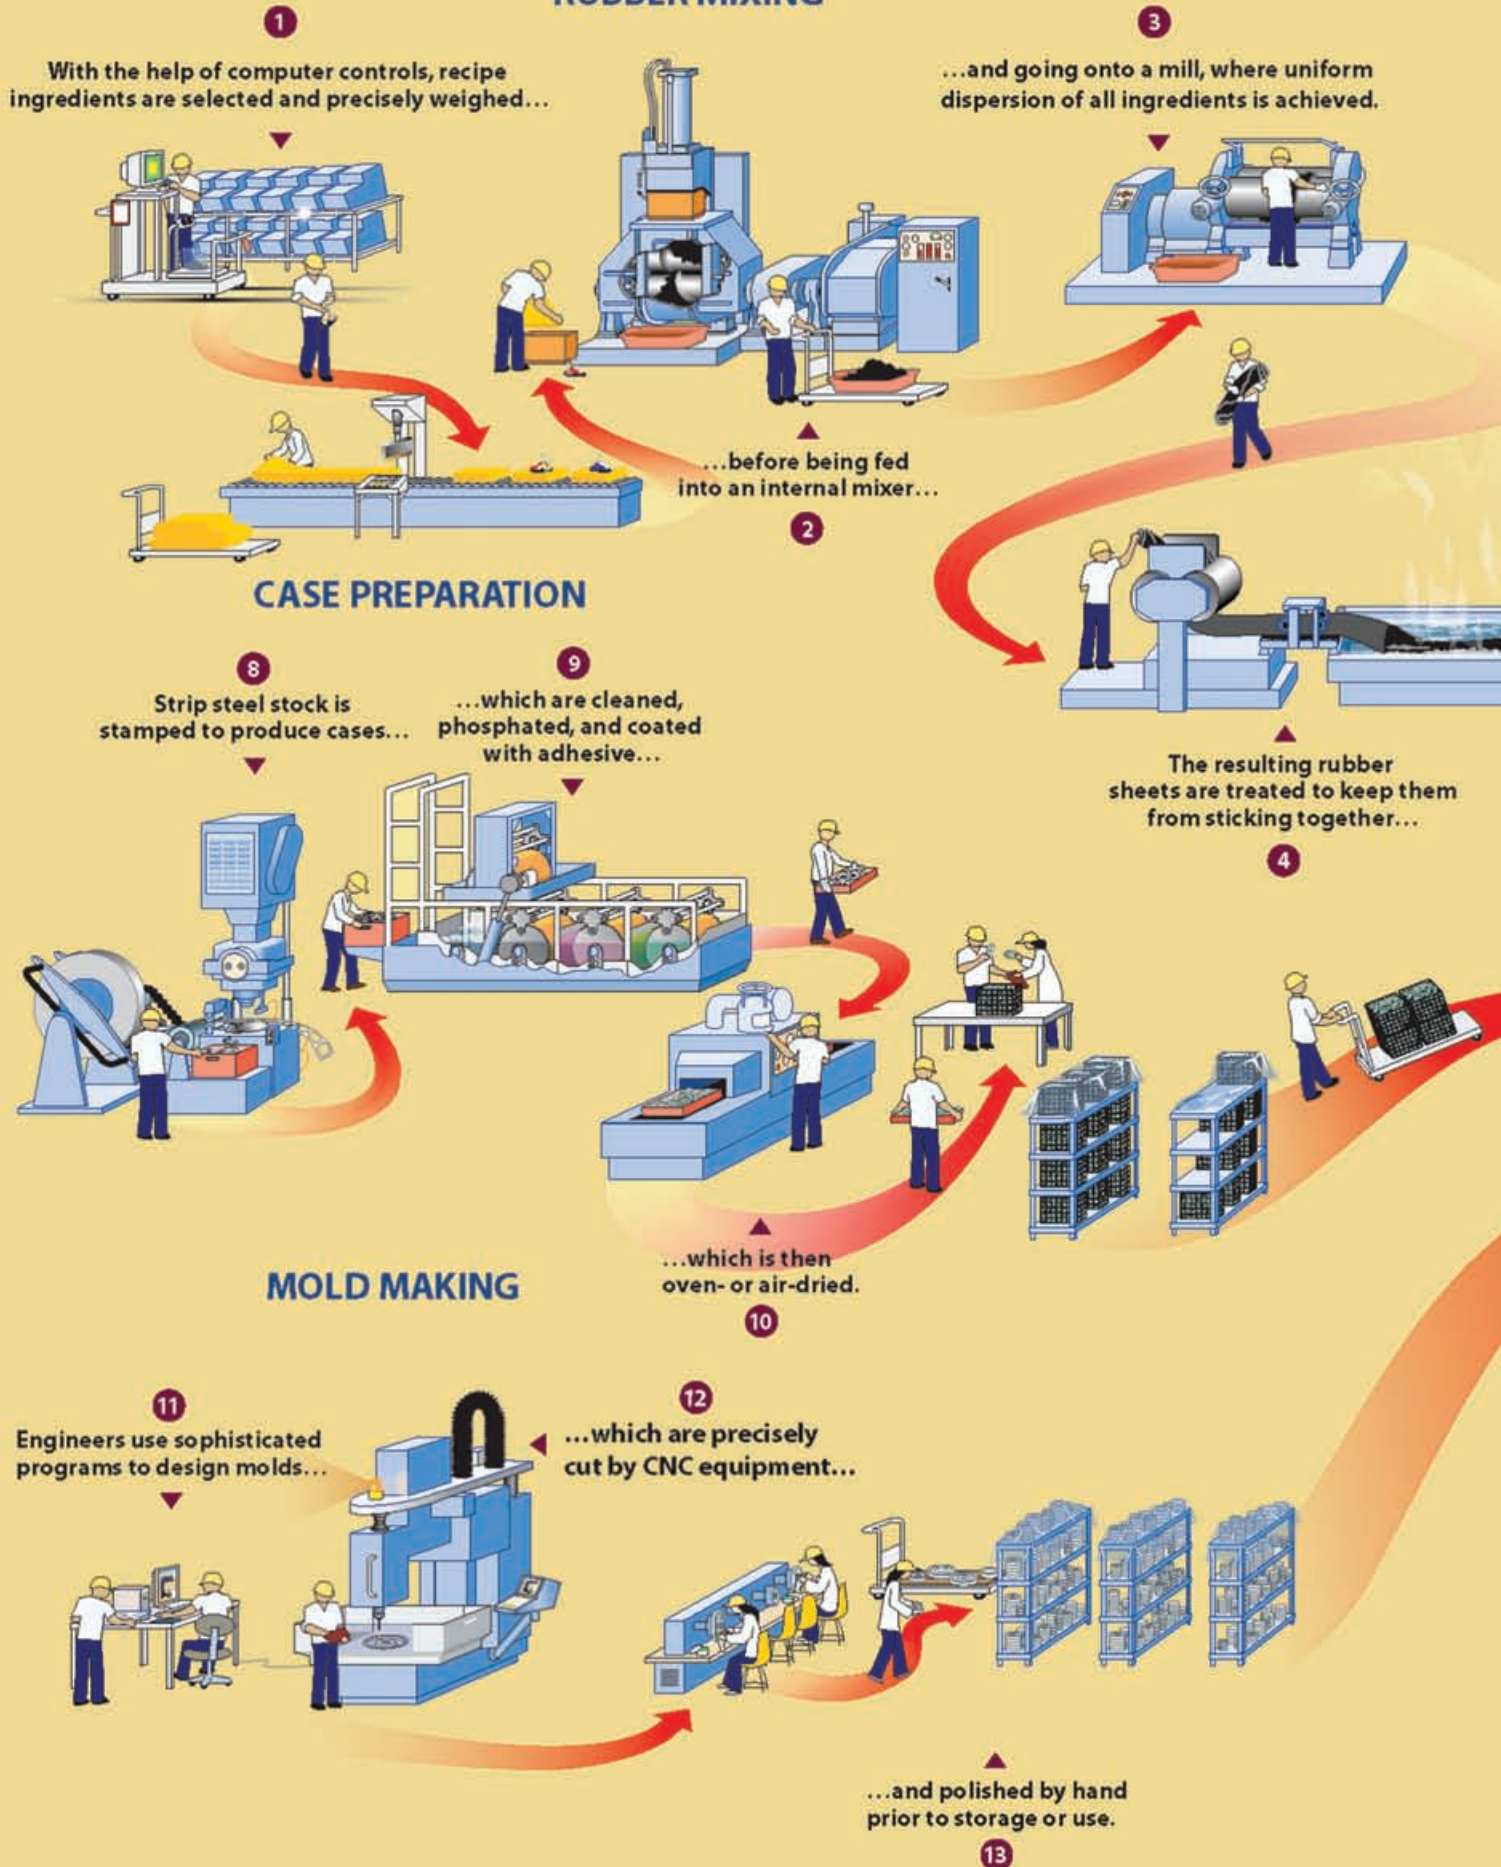 RUBBER MIXING
1
With the help of computer controls, recipe
ingredients are selected and precisely weighed...
3
...and going onto a mill, where uniform
dispersion of all ingredients is achieved.
...before being fed
into an internal mixer...
2
CASE PREPARATION
8
Strip steel stock is
stamped to produce cases...
9
...which are cleaned,
phosphated, and coated
with adhesive...
The resulting rubber
sheets are treated to keep them
from sticking together...
4
...which is then
oven- or air-dried.
10
MOLD MAKING
11
Engineers use sophisticated
programs to design molds...
12
...which are precisely
cut by CNC equipment...
...and polished by hand
prior to storage or use.
13